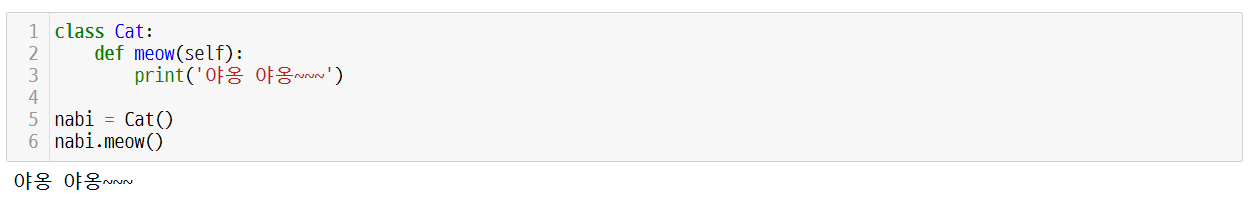 1 class Cat:
2     def meow(self):
3         print('야옹 야옹~~~')
4
5 nabi = Cat()
6 nabi.meow()
야옹 야옹~~~